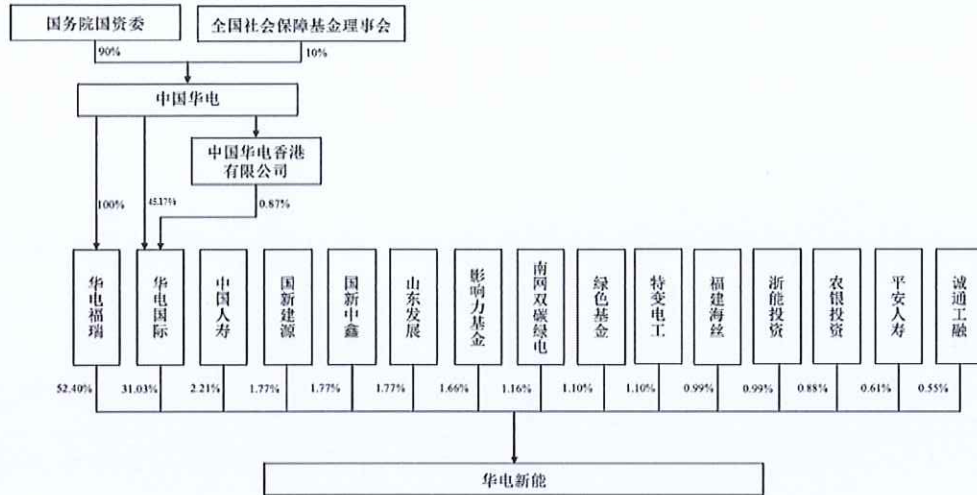 国务院国资委
全国社会保障基金理事会
90%
10%
中国华电
中国华电香港
有限公司
100%
45.17%
0.87%
华电福瑞
华电国际
中国人寿
国新建源
国新中鑫
山东发展
影响力基金
南网双碳绿电
绿色基金
特变电工
福建海丝
浙能投资
农银投资
平安人寿
诚通工融
52.40%
31.03%
2.21%
1.77%
1.77%
1.77%
1.66%
1.16%
1.10%
1.10%
0.99%
0.99%
0.88%
0.61%
0.55%
华电新能